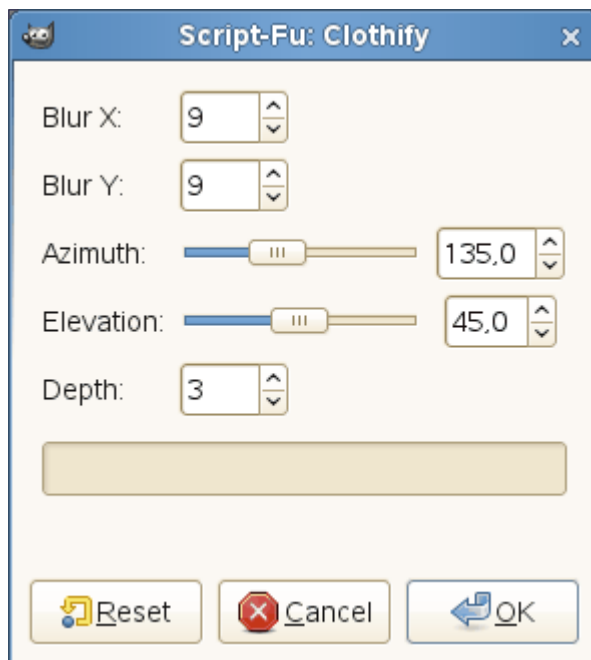 Script-Fu: Clothify
Blur X: 9
Blur Y: 9
Azimuth: 135,0
Elevation: 45,0
Depth: 3
Reset Cancel OK